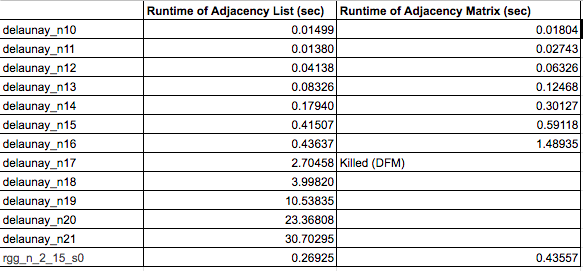 Runtime of Adjacency List (sec) Runtime of Adjacency Matrix (sec)
delaunay_n10 0.01499 0.01804
delaunay_n11 0.01380 0.02743
delaunay_n12 0.04138 0.06326
delaunay_n13 0.08326 0.12468
delaunay_n14 0.17940 0.30127
delaunay_n15 0.41507 0.59118
delaunay_n16 0.43637 1.48935
delaunay_n17 2.70458 Killed (DFM)
delaunay_n18 3.99820
delaunay_n19 10.53835
delaunay_n20 23.36808
delaunay_n21 30.70295
rgg_n_2_15_s0 0.26925 0.43557